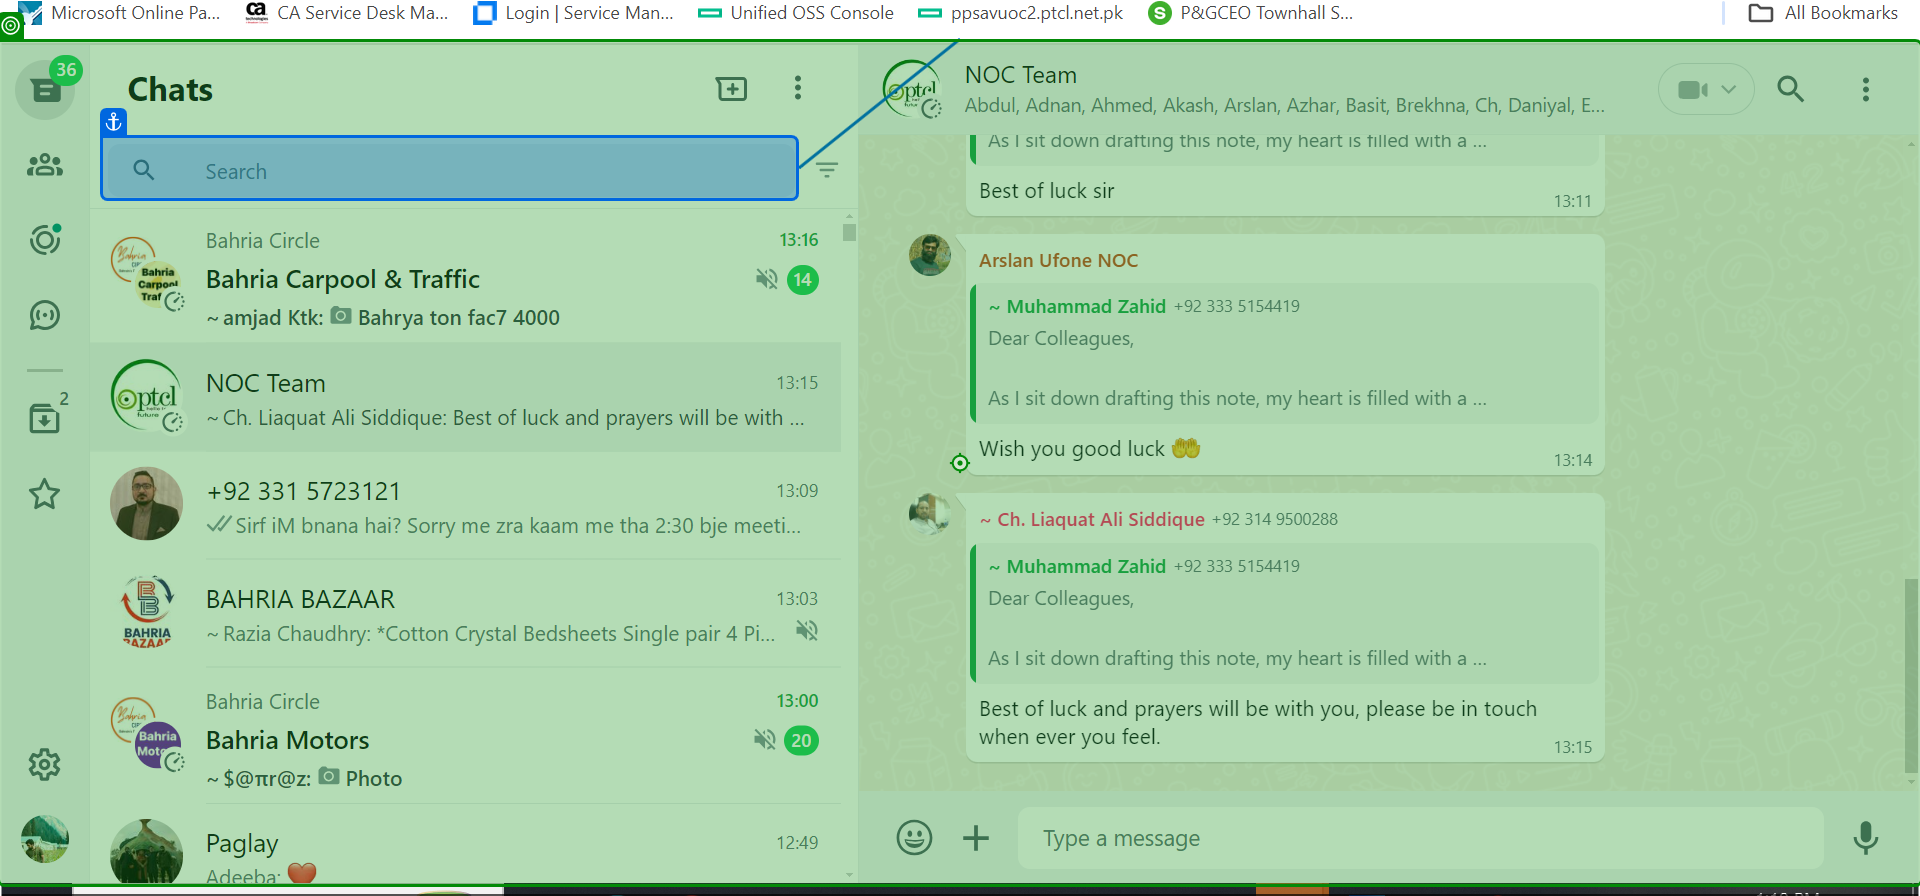 Microsoft Online Pa...
ca
CA Service Desk Ma...
Login | Service Man...
Unified OSS Console
ppsavuoc2.ptcl.net.pk
S
P&GCEO Townhall S...
All Bookmarks
36
Chats
Search
Bahria Circle
13:16
Bahria Carpool & Traffic
14
~ amjad Ktk: Bahrya ton fac7 4000
NOC Team
13:15
~ Ch. Liaquat Ali Siddique: Best of luck and prayers will be with ...
2
+92 331 5723121
13:09
Sirf iM bnana hai? Sorry me zra kaam me tha 2:30 bje meeti...
BAHRIA BAZAAR
13:03
~ Razia Chaudhry: *Cotton Crystal Bedsheets Single pair 4 Pi...
BAHRIA
BAZAAR
Bahria Circle
13:00
Bahria Motors
20
~ $@πr@z: Photo
Paglay
12:49
Adeeba: ❤️
ptcl
NOC Team
Abdul, Adnan, Ahmed, Akash, Arslan, Azhar, Basit, Brekhna, Ch, Daniyal, E...
As I sit down drafting this note, my heart is filled with a ...
Best of luck sir
13:11
Arslan Ufone NOC
~ Muhammad Zahid +92 333 5154419
Dear Colleagues,
As I sit down drafting this note, my heart is filled with a ...
Wish you good luck 🤲
13:14
~ Ch. Liaquat Ali Siddique +92 314 9500288
~ Muhammad Zahid +92 333 5154419
Dear Colleagues,
As I sit down drafting this note, my heart is filled with a ...
Best of luck and prayers will be with you, please be in touch
when ever you feel.
13:15
Type a message